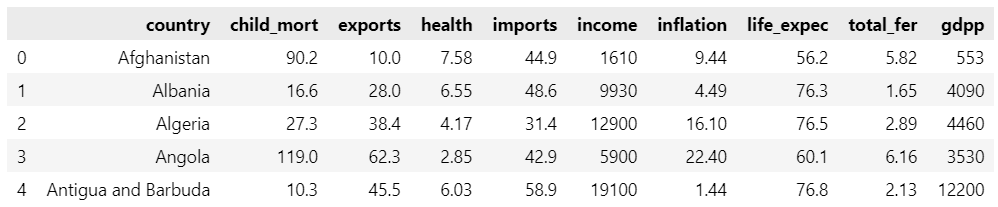 country child_mort exports health imports income inflation life_expec total_fer gdpp
0 Afghanistan 90.2 10.0 7.58 44.9 1610 9.44 56.2 5.82 553
1 Albania 16.6 28.0 6.55 48.6 9930 4.49 76.3 1.65 4090
2 Algeria 27.3 38.4 4.17 31.4 12900 16.10 76.5 2.89 4460
3 Angola 119.0 62.3 2.85 42.9 5900 22.40 60.1 6.16 3530
4 Antigua and Barbuda 10.3 45.5 6.03 58.9 19100 1.44 76.8 2.13 12200